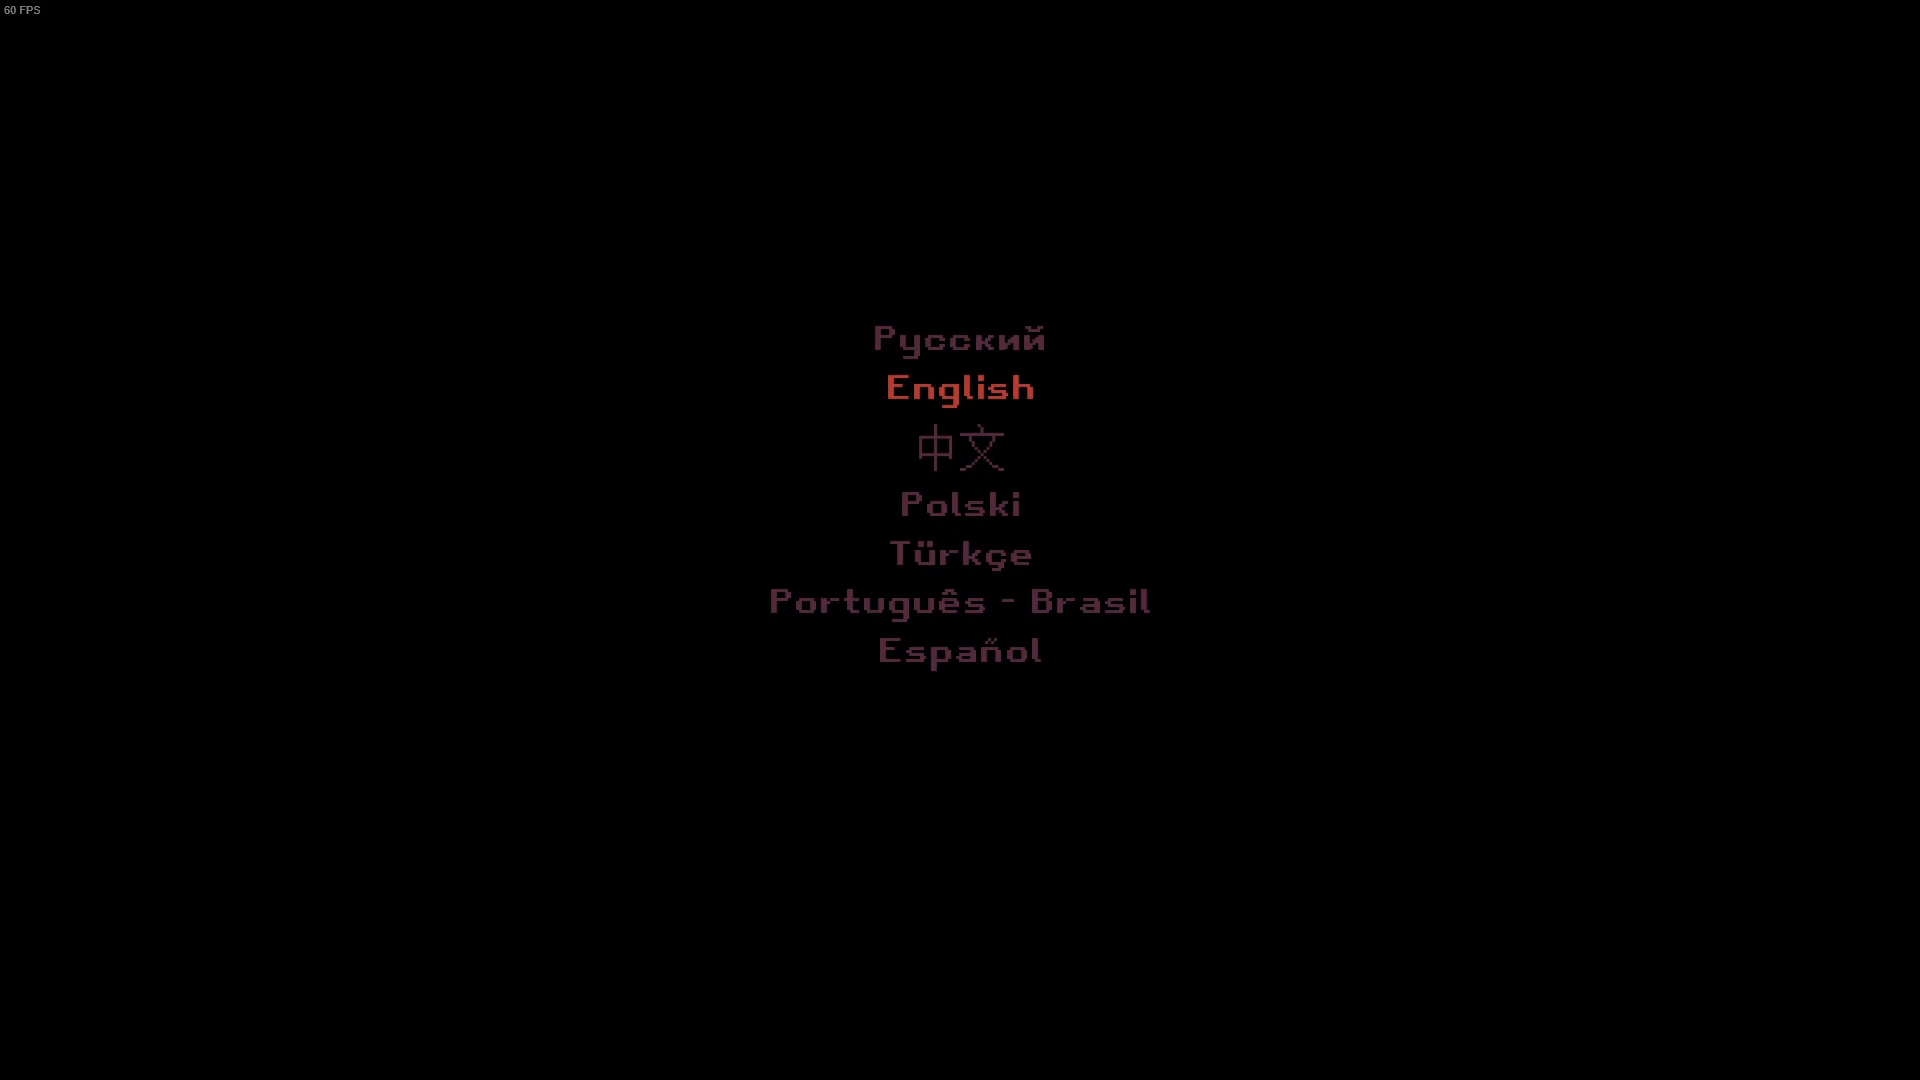 60 FPS
Русский
English
中文
Polski
Türkçe
Português - Brasil
Español